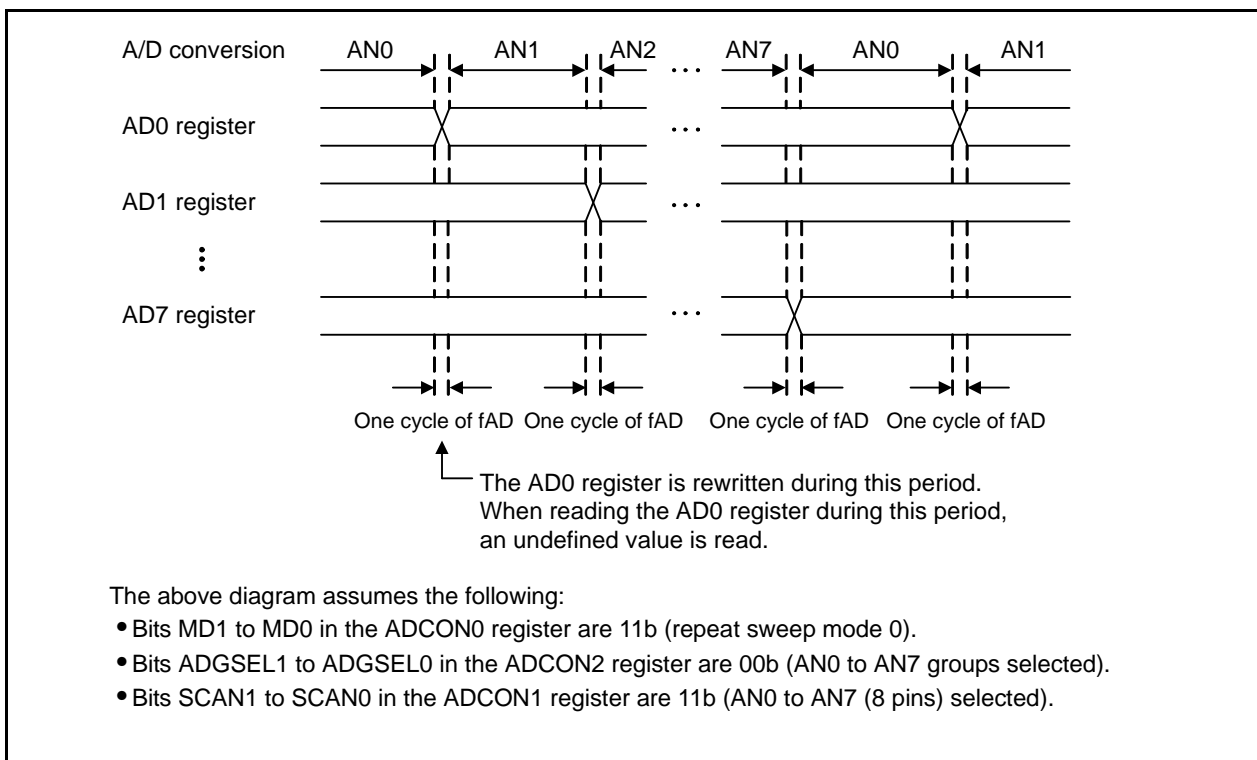 A/D conversion AN0 AN1 AN2 ··· AN7 AN0 AN1
AD0 register ···
AD1 register ···
⋮
AD7 register ···
One cycle of fAD One cycle of fAD One cycle of fAD One cycle of fAD
The AD0 register is rewritten during this period.
When reading the AD0 register during this period,
an undefined value is read.
The above diagram assumes the following:
• Bits MD1 to MD0 in the ADCON0 register are 11b (repeat sweep mode 0).
• Bits ADGSEL1 to ADGSEL0 in the ADCON2 register are 00b (AN0 to AN7 groups selected).
• Bits SCAN1 to SCAN0 in the ADCON1 register are 11b (AN0 to AN7 (8 pins) selected).